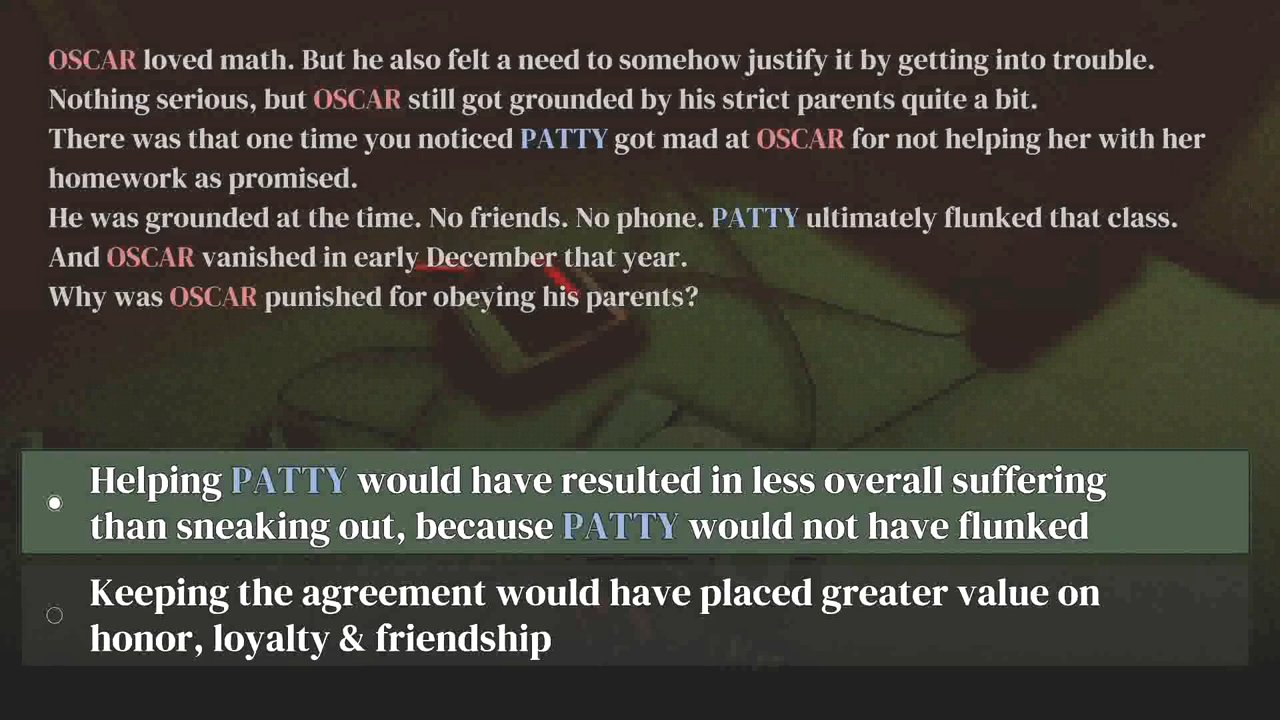 OSCAR loved math. But he also felt a need to somehow justify it by getting into trouble.
Nothing serious, but OSCAR still got grounded by his strict parents quite a bit.
There was that one time you noticed PATTY got mad at OSCAR for not helping her with her
homework as promised.
He was grounded at the time. No friends. No phone. PATTY ultimately flunked that class.
And OSCAR vanished in early December that year.
Why was OSCAR punished for obeying his parents?
Helping PATTY would have resulted in less overall suffering
than sneaking out, because PATTY would not have flunked
Keeping the agreement would have placed greater value on
honor, loyalty & friendship